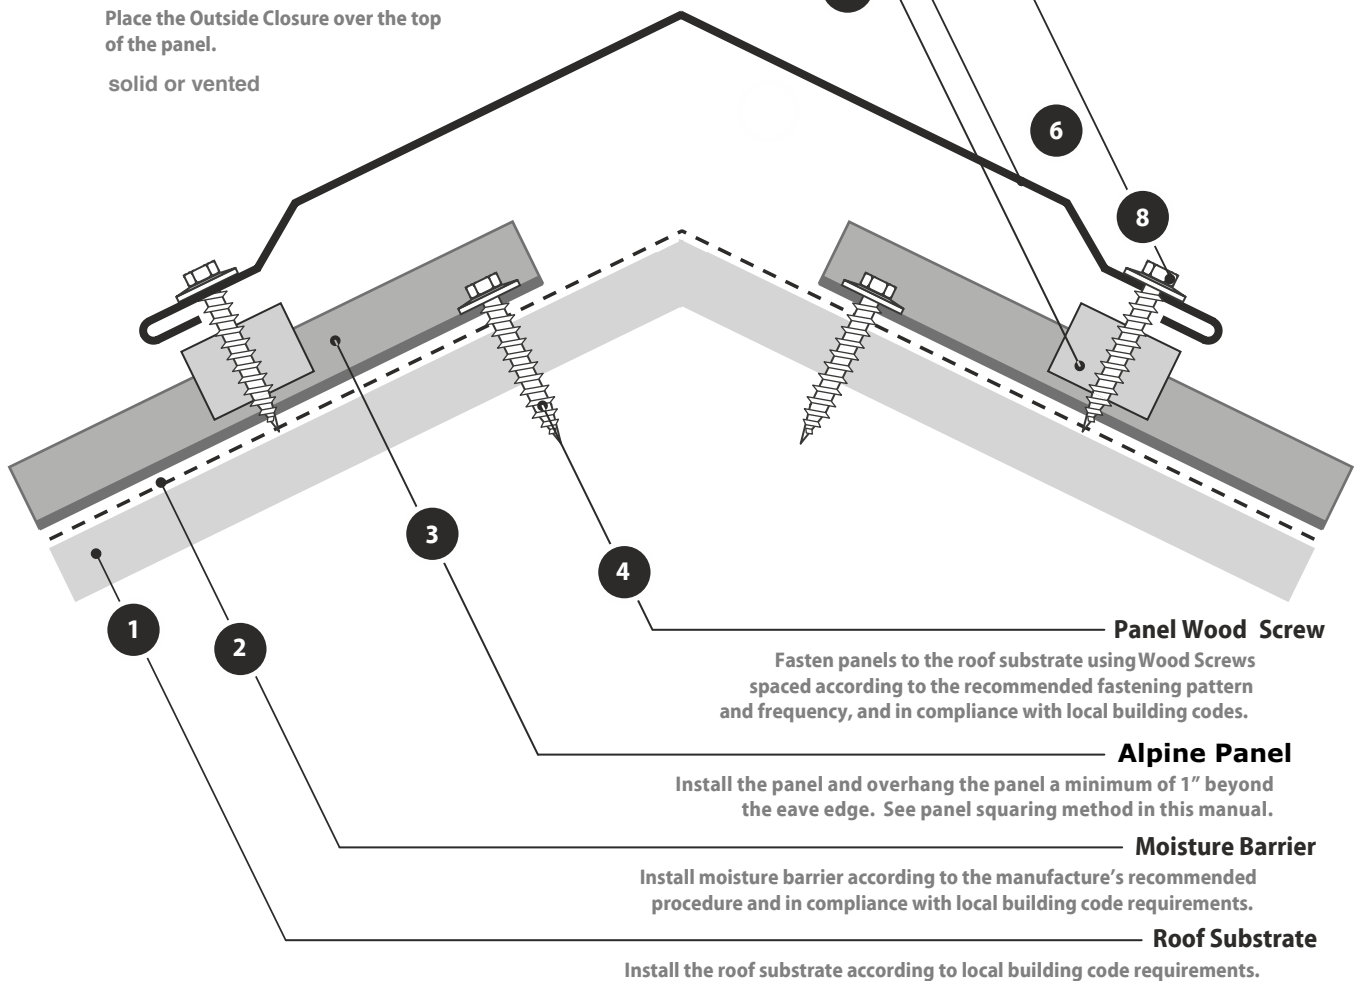 Place the Outside Closure over the top
of the panel.
solid or vented
6
8
3
4
1
2
Panel Wood Screw
Fasten panels to the roof substrate using Wood Screws
spaced according to the recommended fastening pattern
and frequency, and in compliance with local building codes.
Alpine Panel
Install the panel and overhang the panel a minimum of 1” beyond
the eave edge. See panel squaring method in this manual.
Moisture Barrier
Install moisture barrier according to the manufacture’s recommended
procedure and in compliance with local building code requirements.
Roof Substrate
Install the roof substrate according to local building code requirements.